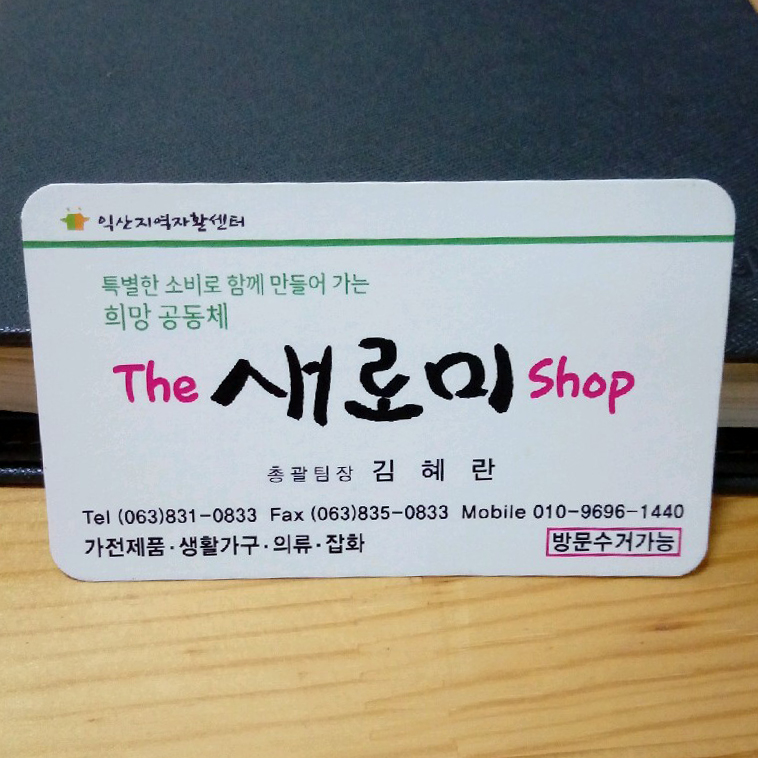 익산지역자활센터
특별한 소비로 함께 만들어 가는
희망 공동체
The 새로미 Shop
총괄팀장 김 혜 란
Tel (063)831-0833 Fax (063)835-0833 Mobile 010-9696-1440
가전제품·생활가구·의류·잡화 방문수거가능